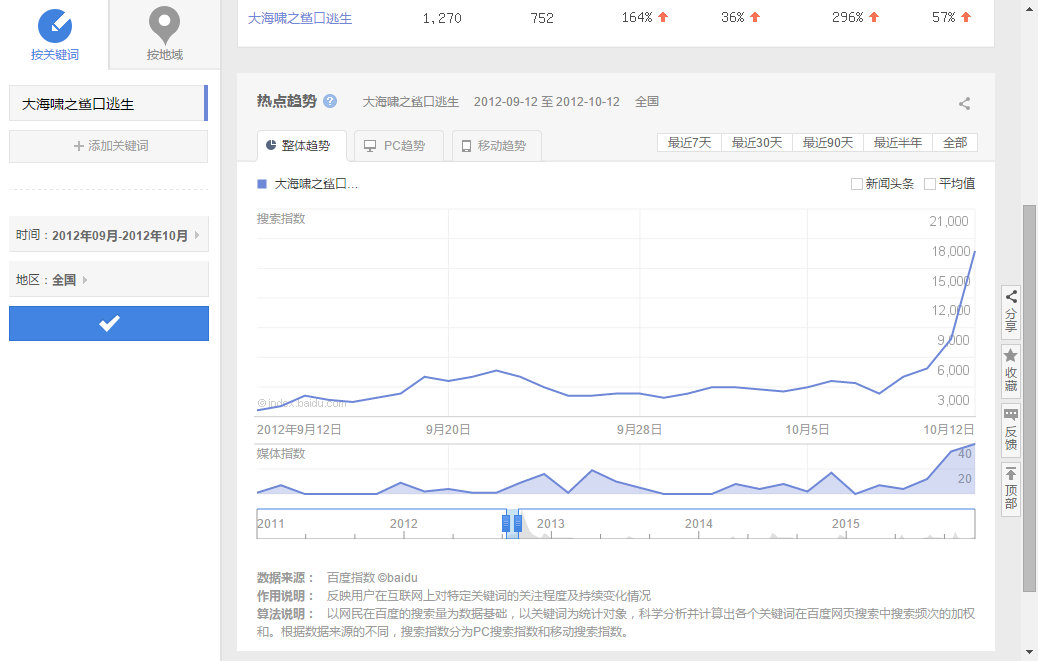 大海啸之鲨口逃生 1,270 752 164% 36% 296% 57%
按关键词 按地域
大海啸之鲨口逃生
添加关键词
时间：2012年09月-2012年10月
地区：全国
热点趋势 ? 大海啸之鲨口逃生 2012-09-12 至 2012-10-12 全国
整体趋势 PC趋势 移动趋势 最近7天 最近30天 最近90天 最近半年 全部
大海啸之鲨口... 新闻头条 平均值
搜索指数
21,000
18,000
15,000
12,000
9,000
6,000
3,000
©index.baidu.com
2012年9月12日 9月20日 9月28日 10月5日 10月12日
媒体指数
40
20
2011 2012 2013 2014 2015
数据来源： 百度指数 ©baidu
作用说明： 反映用户在互联网上对特定关键词的关注程度及持续变化情况
算法说明： 以网民在百度的搜索量为数据基础，以关键词为统计对象，科学分析并计算出各个关键词在百度网页搜索中搜索频次的加权
和。根据数据来源的不同，搜索指数分为PC搜索指数和移动搜索指数。
分享
收藏
反馈
顶部